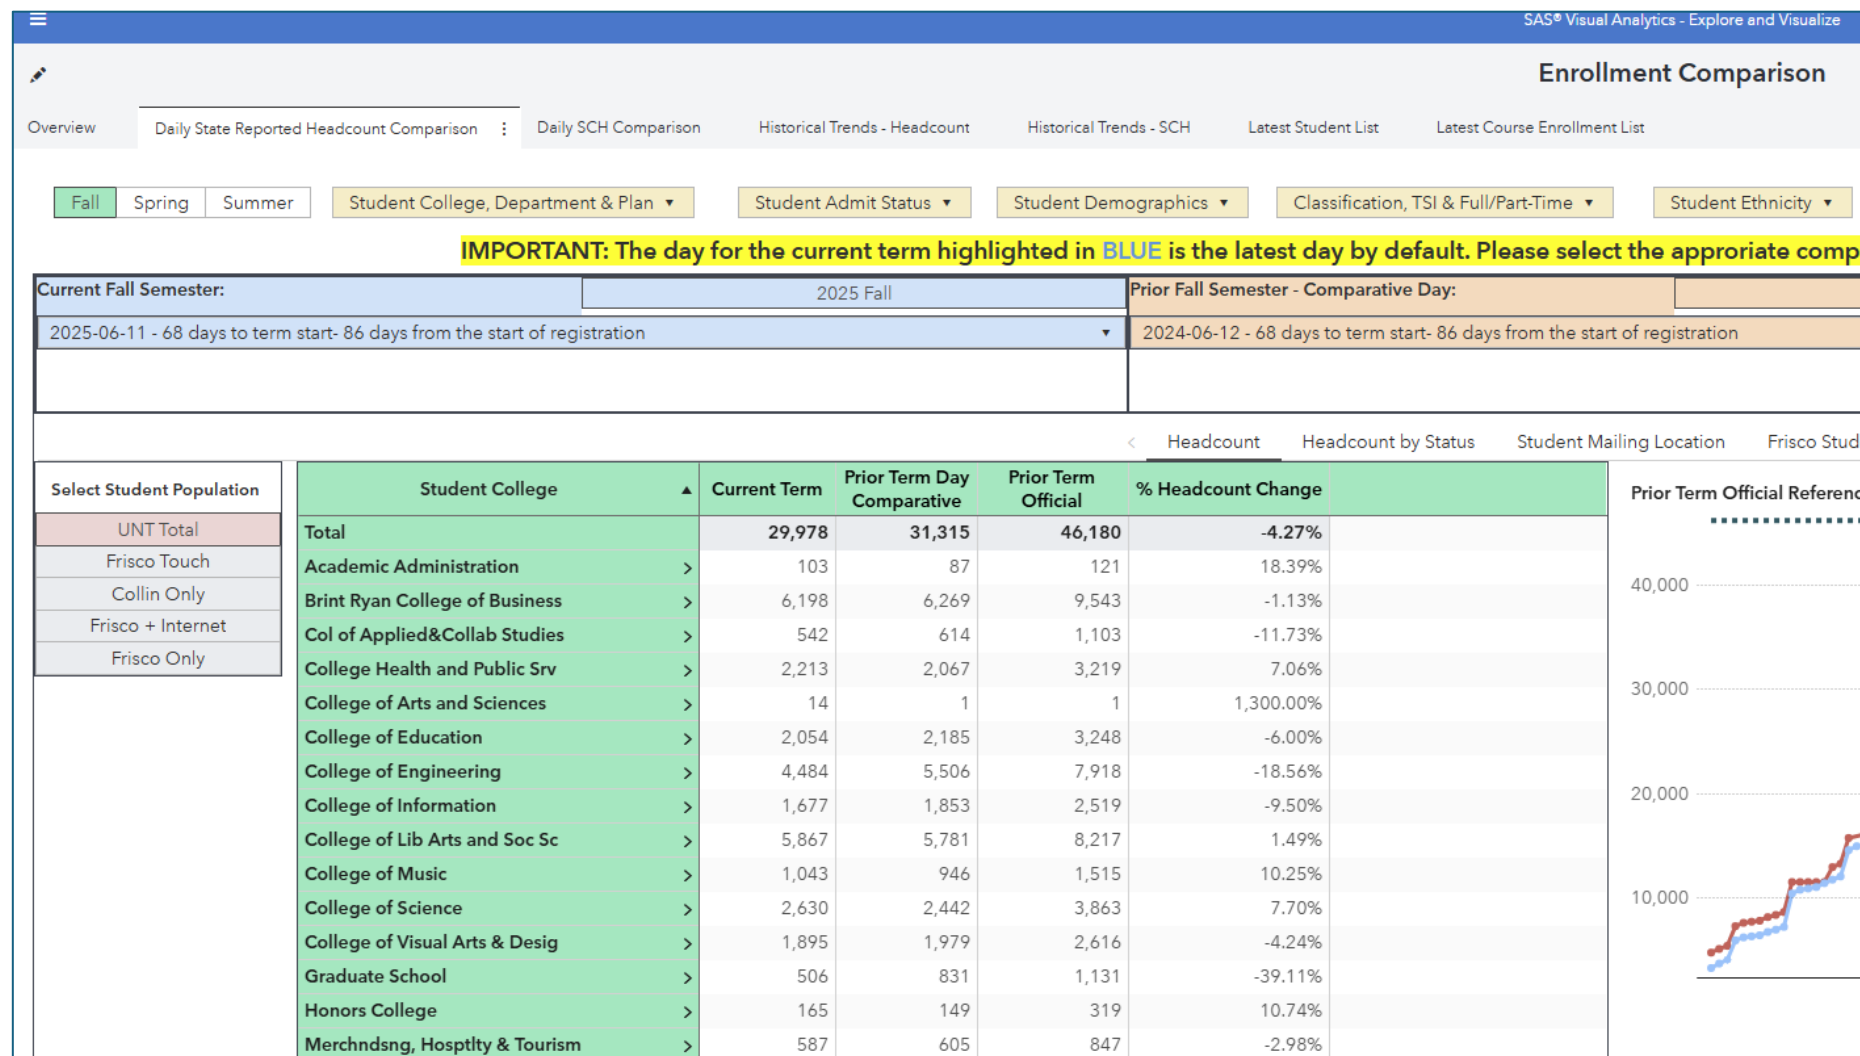 SAS® Visual Analytics - Explore and Visualize
Enrollment Comparison
Overview
Daily State Reported Headcount Comparison
Daily SCH Comparison
Historical Trends - Headcount
Historical Trends - SCH
Latest Student List
Latest Course Enrollment List
Fall Spring Summer
Student College, Department & Plan
Student Admit Status
Student Demographics
Classification, TSI & Full/Part-Time
Student Ethnicity
IMPORTANT: The day for the current term highlighted in BLUE is the latest day by default. Please select the approriate comp
Current Fall Semester: 2025 Fall
Prior Fall Semester - Comparative Day:
2025-06-11 - 68 days to term start- 86 days from the start of registration
2024-06-12 - 68 days to term start- 86 days from the start of registration
Headcount
Headcount by Status
Student Mailing Location
Frisco Stud
Select Student Population
UNT Total
Frisco Touch
Collin Only
Frisco + Internet
Frisco Only
Student College Current Term Prior Term Day Comparative Prior Term Official % Headcount Change
Total 29,978 31,315 46,180 -4.27%
Academic Administration 103 87 121 18.39%
Brint Ryan College of Business 6,198 6,269 9,543 -1.13%
Col of Applied&Collab Studies 542 614 1,103 -11.73%
College Health and Public Srv 2,213 2,067 3,219 7.06%
College of Arts and Sciences 14 1 1 1,300.00%
College of Education 2,054 2,185 3,248 -6.00%
College of Engineering 4,484 5,506 7,918 -18.56%
College of Information 1,677 1,853 2,519 -9.50%
College of Lib Arts and Soc Sc 5,867 5,781 8,217 1.49%
College of Music 1,043 946 1,515 10.25%
College of Science 2,630 2,442 3,863 7.70%
College of Visual Arts & Desig 1,895 1,979 2,616 -4.24%
Graduate School 506 831 1,131 -39.11%
Honors College 165 149 319 10.74%
Merchndsng, Hosptlty & Tourism 587 605 847 -2.98%
Prior Term Official Referenc
40,000
30,000
20,000
10,000